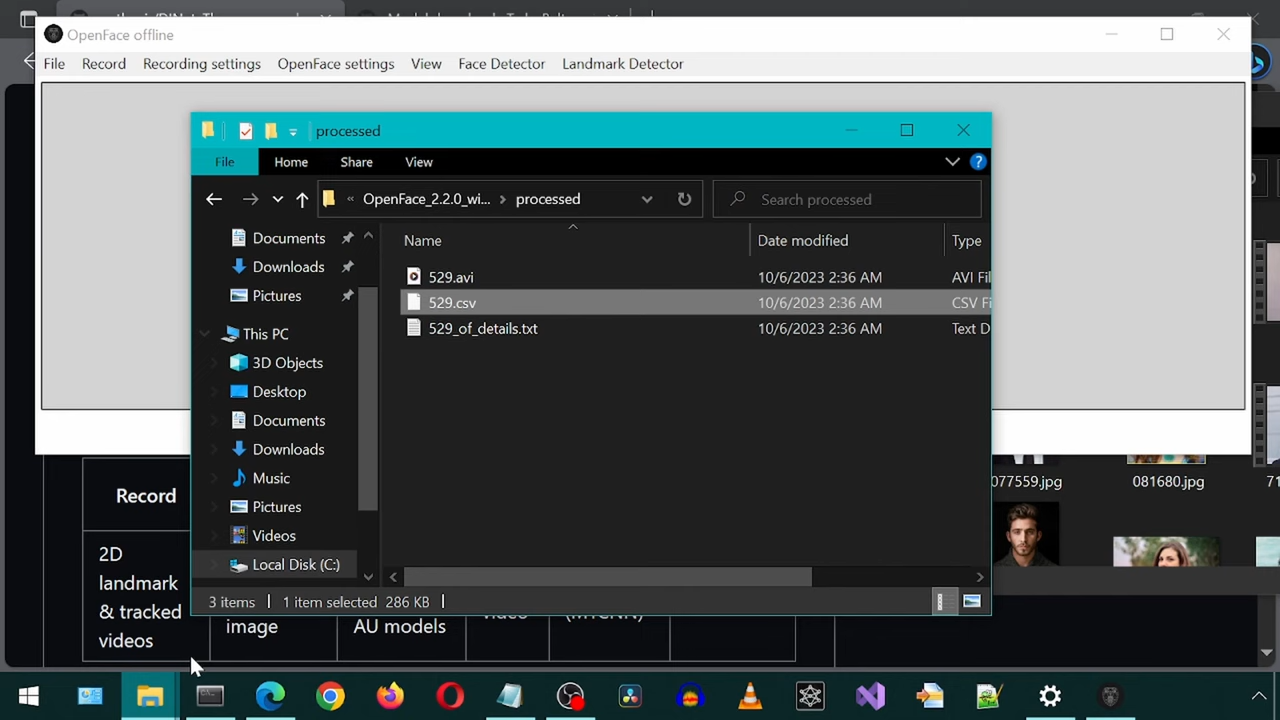 OpenFace offline
File Record Recording settings OpenFace settings View Face Detector Landmark Detector
processed
File Home Share View
« OpenFace_2.2.0_wi... > processed
Search processed
Documents
Downloads
Pictures
This PC
3D Objects
Desktop
Documents
Downloads
Music
Pictures
Videos
Local Disk (C:)
Name Date modified Type
529.avi 10/6/2023 2:36 AM AVI Fi
529.csv 10/6/2023 2:36 AM CSV Fi
529_of_details.txt 10/6/2023 2:36 AM Text D
3 items 1 item selected 286 KB
077559.jpg
081680.jpg
71
Record
2D
landmark
& tracked
videos
image
AU models
(MTCNN)